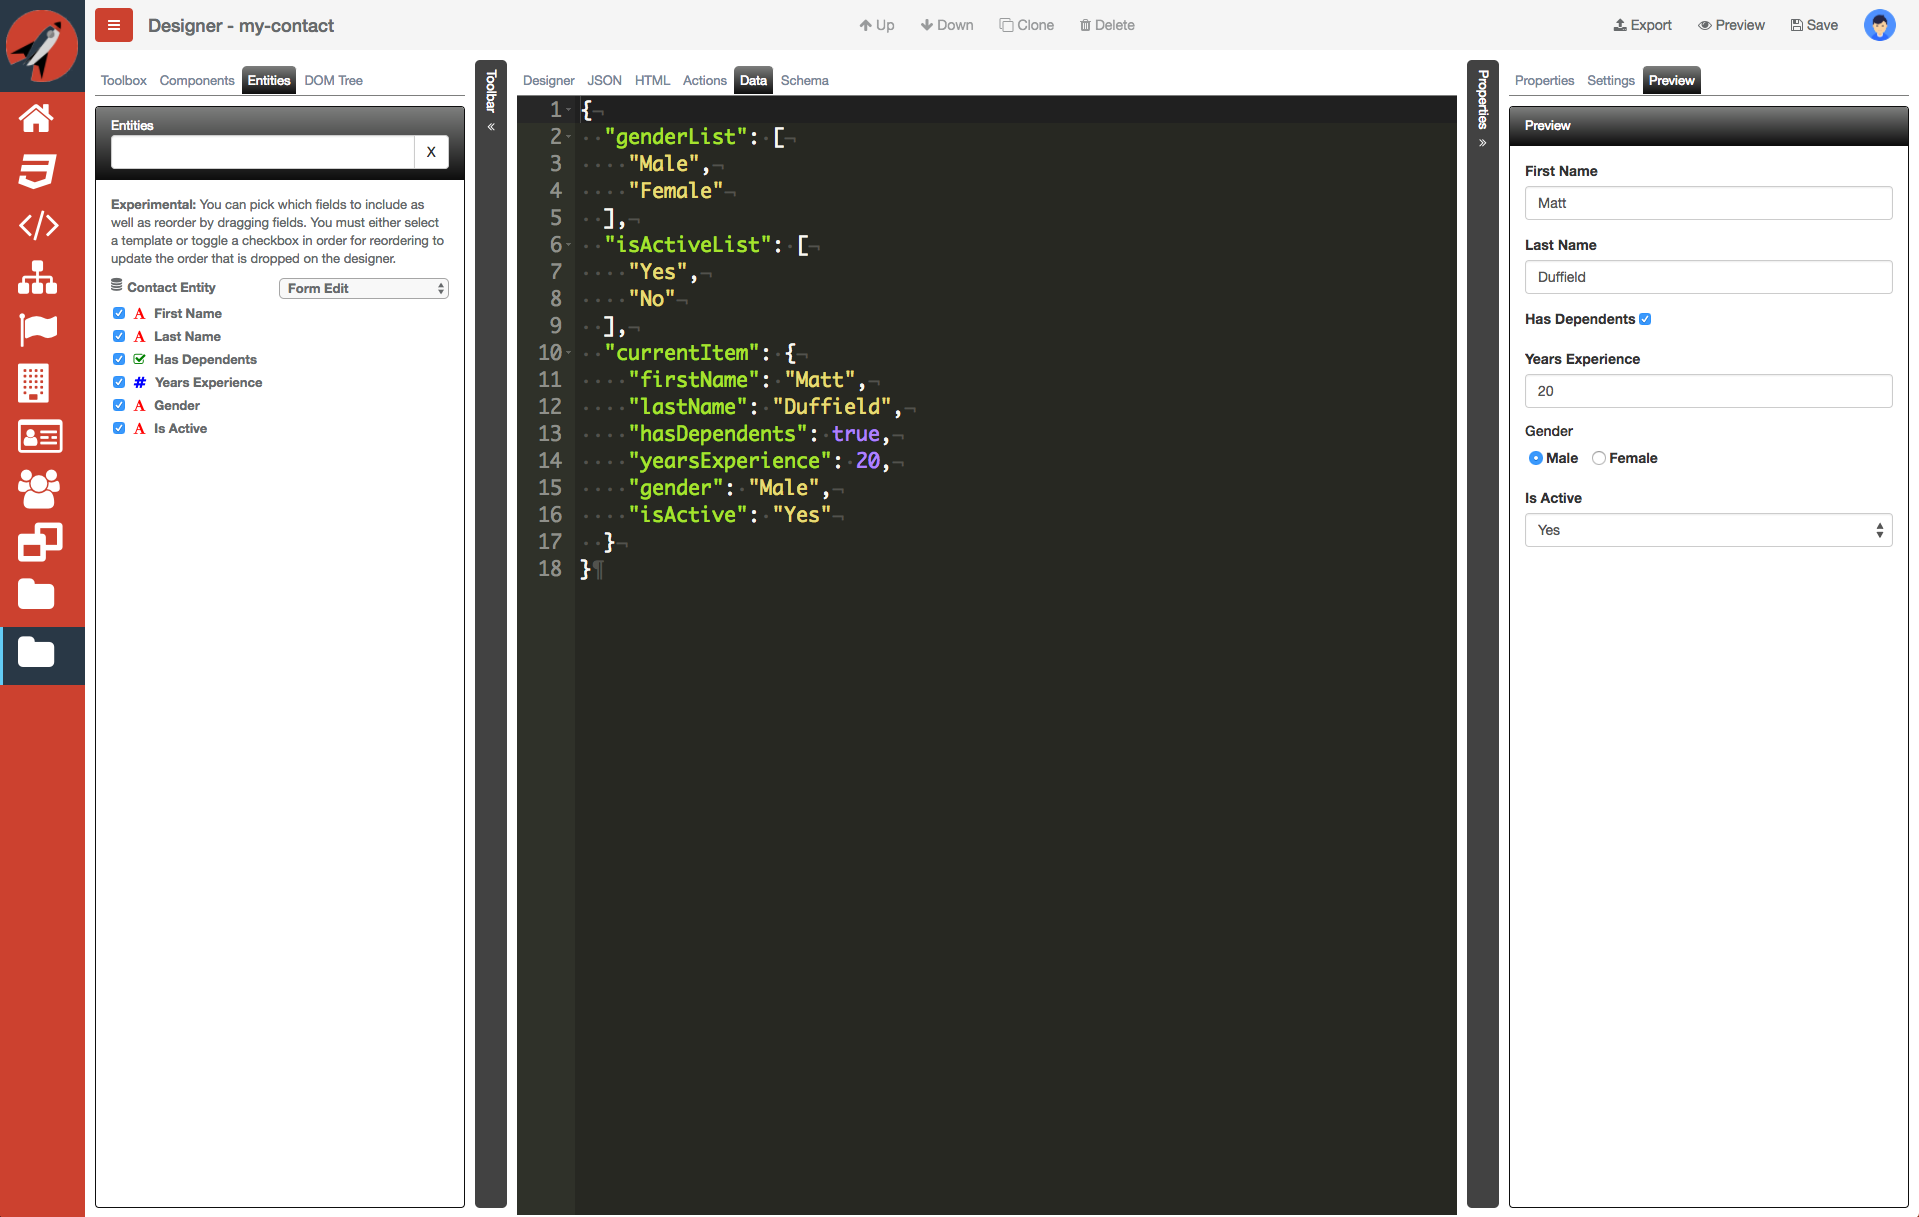 Designer - my-contact
Up Down Clone Delete
Export Preview Save
Toolbox Components Entities DOM Tree
Entities
X
Experimental: You can pick which fields to include as
well as reorder by dragging fields. You must either select
a template or toggle a checkbox in order for reordering to
update the order that is dropped on the designer.
Contact Entity Form Edit
A First Name
A Last Name
Has Dependents
# Years Experience
A Gender
A Is Active
Toolbar «
Designer JSON HTML Actions Data Schema
1 {
2 "genderList": [
3 "Male",
4 "Female"
5 ],
6 "isActiveList": [
7 "Yes",
8 "No"
9 ],
10 "currentItem": {
11 "firstName": "Matt",
12 "lastName": "Duffield",
13 "hasDependents": true,
14 "yearsExperience": 20,
15 "gender": "Male",
16 "isActive": "Yes"
17 }
18 }¶
Properties »
Properties Settings Preview
Preview
First Name
Matt
Last Name
Duffield
Has Dependents
Years Experience
20
Gender
Male Female
Is Active
Yes